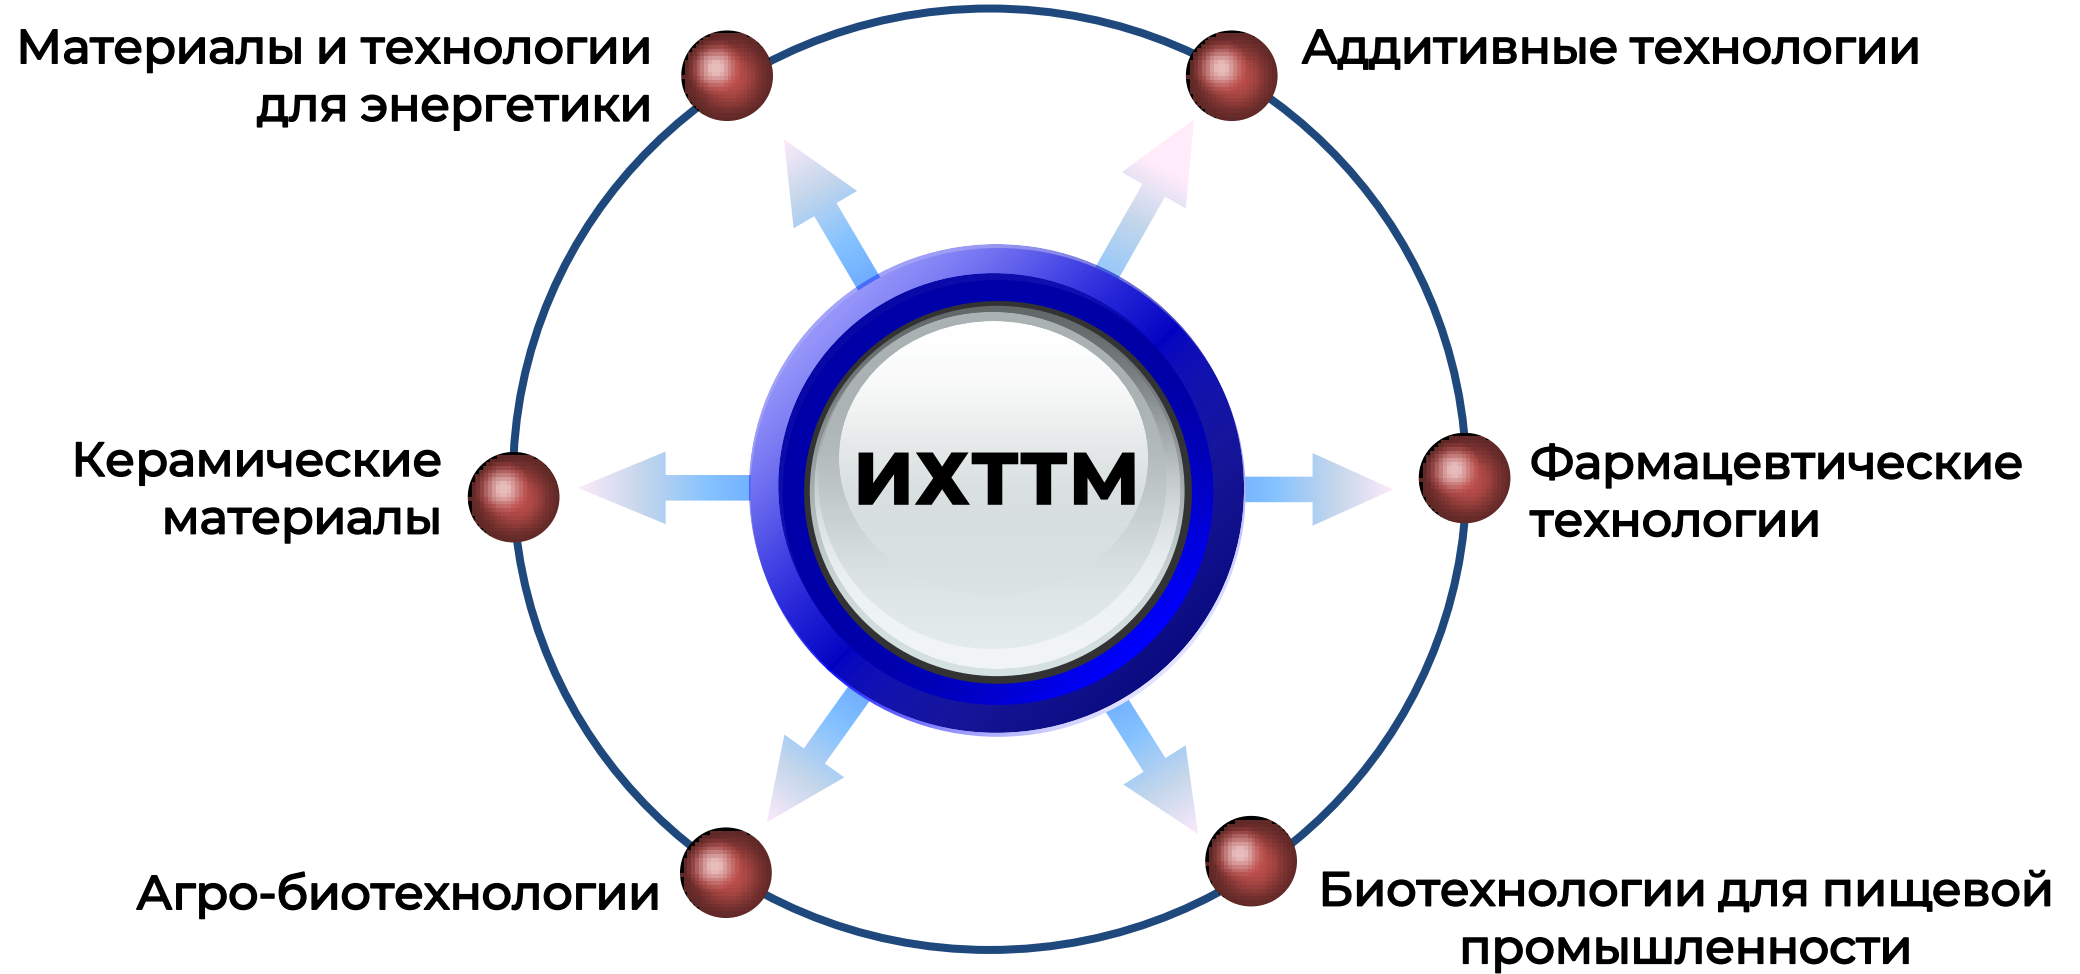 Материалы и технологии
для энергетики
Аддитивные технологии
Керамические
материалы
ИХТТМ
Фармацевтические
технологии
Агро-биотехнологии
Биотехнологии для пищевой
промышленности